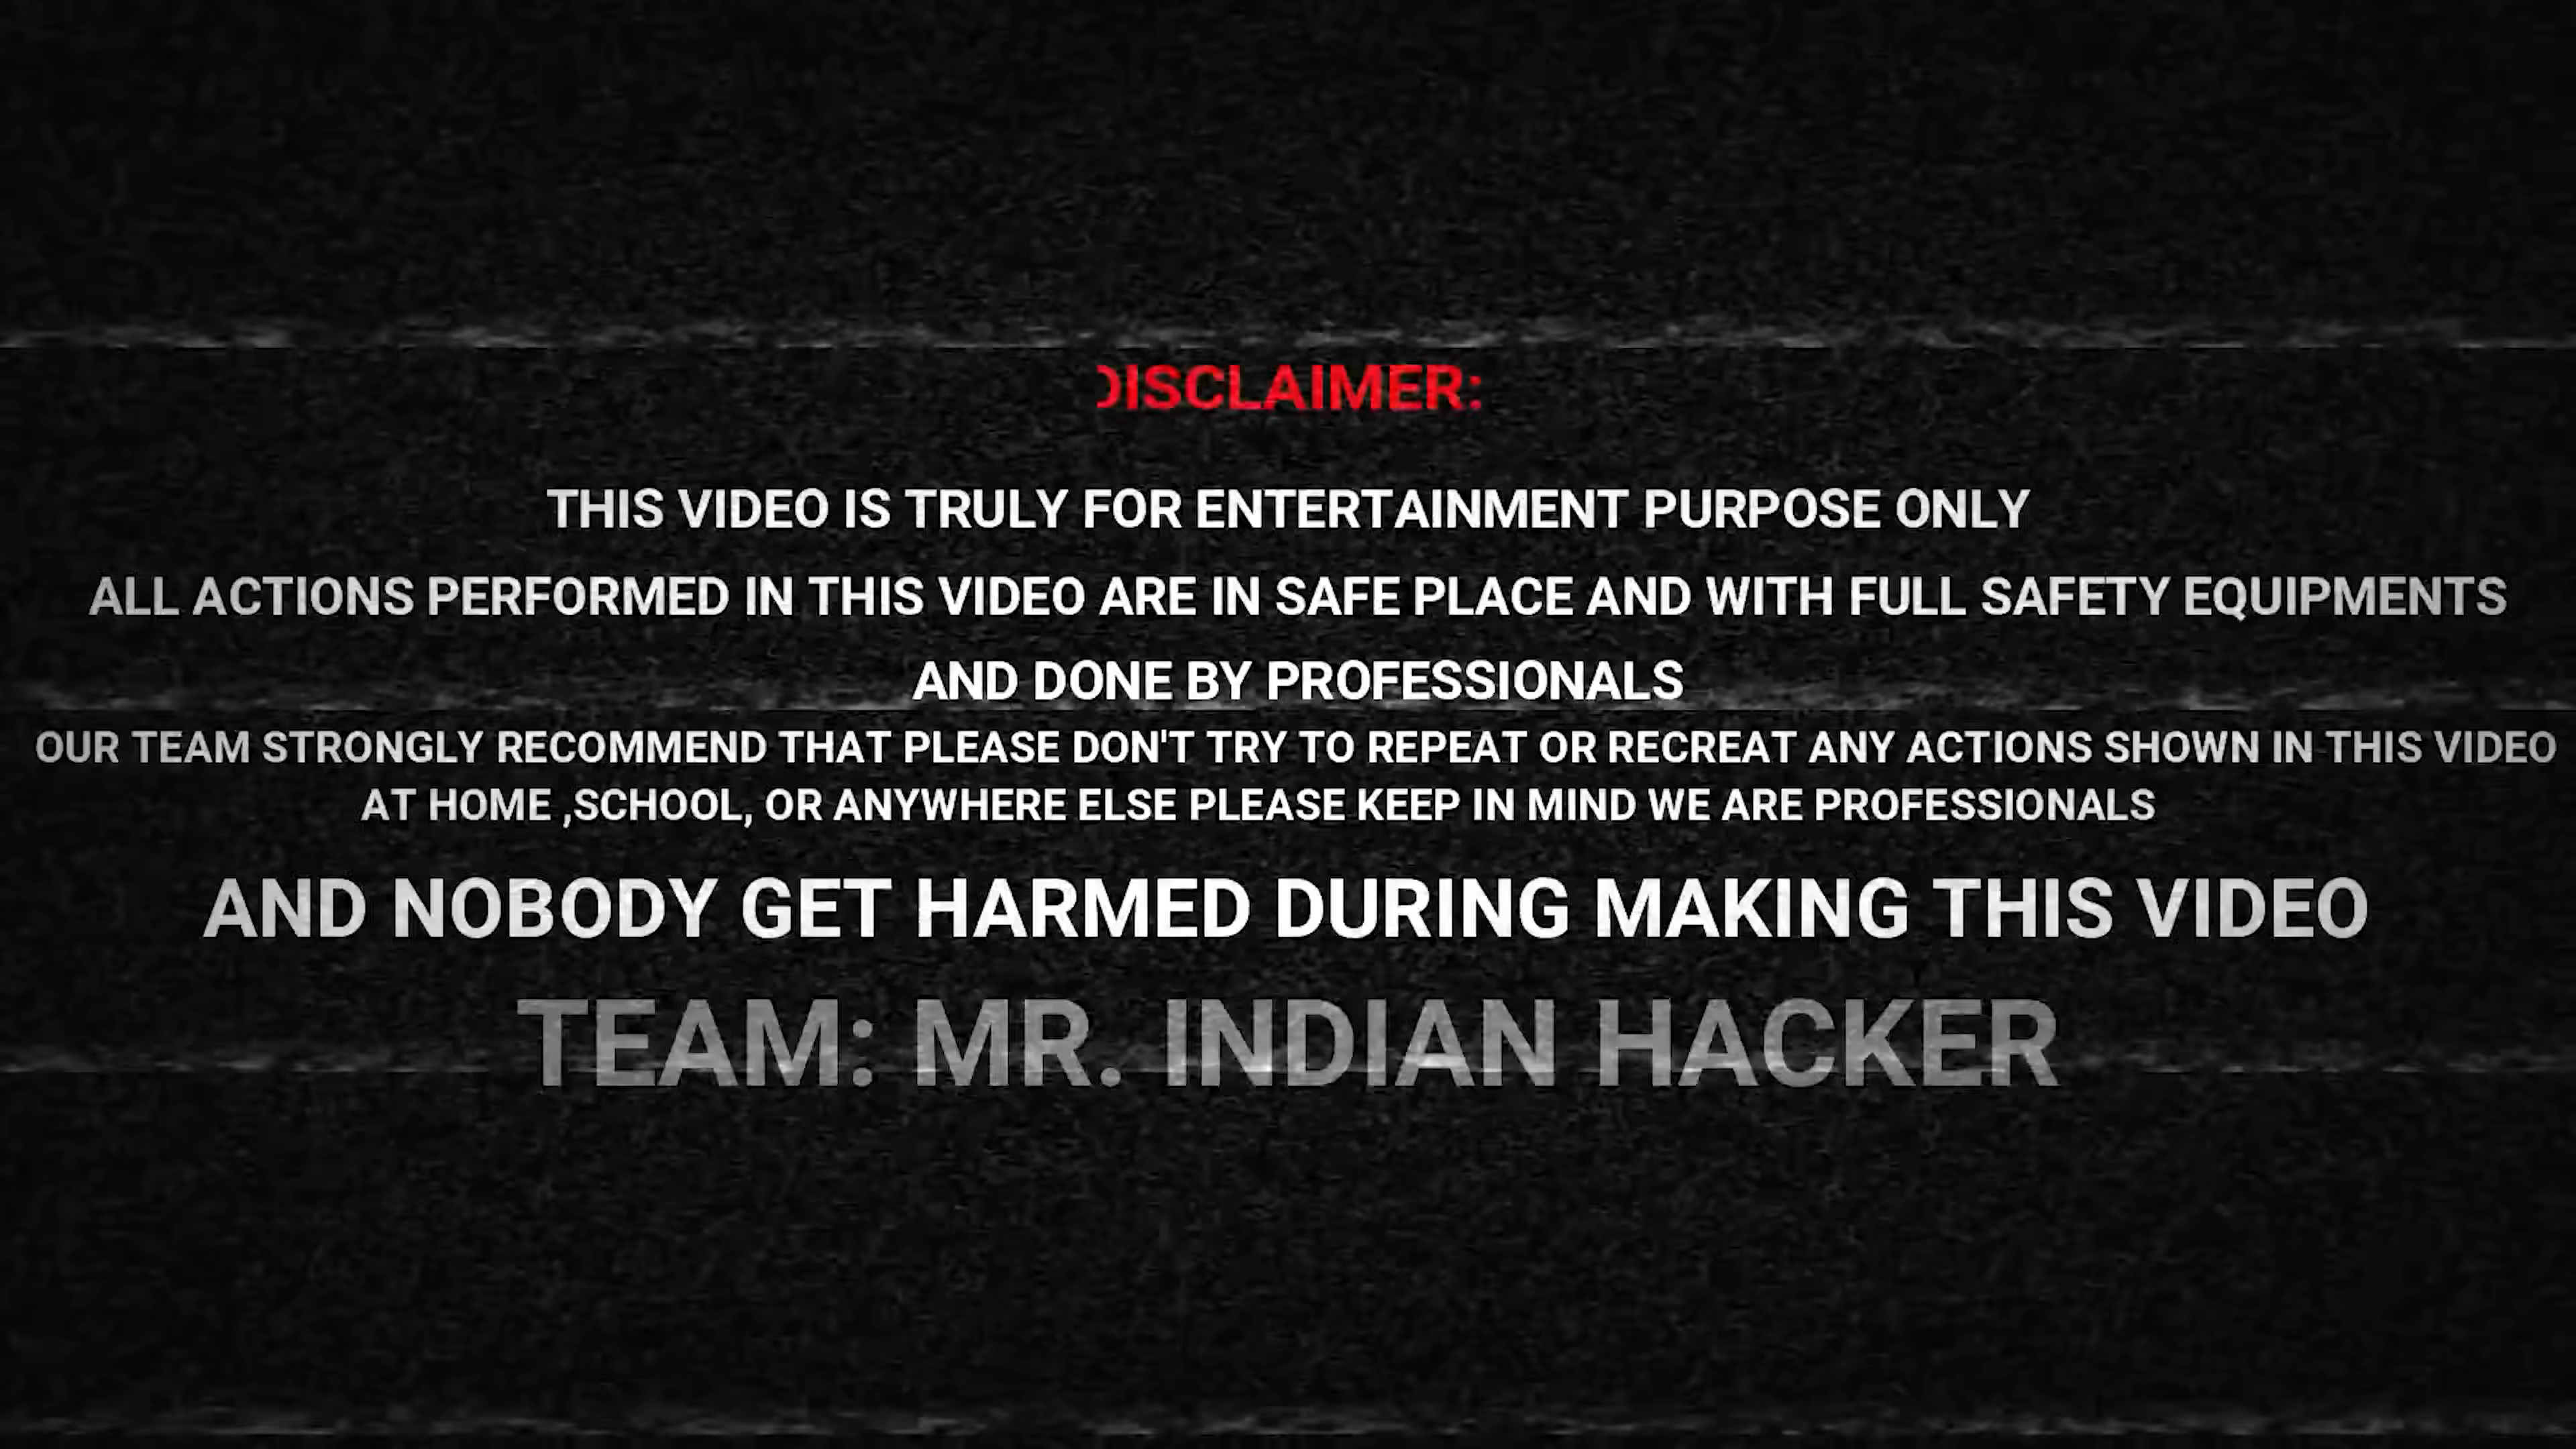 DISCLAIMER:
THIS VIDEO IS TRULY FOR ENTERTAINMENT PURPOSE ONLY
ALL ACTIONS PERFORMED IN THIS VIDEO ARE IN SAFE PLACE AND WITH FULL SAFETY EQUIPMENTS
AND DONE BY PROFESSIONALS
OUR TEAM STRONGLY RECOMMEND THAT PLEASE DON'T TRY TO REPEAT OR RECREAT ANY ACTIONS SHOWN IN THIS VIDEO
AT HOME ,SCHOOL, OR ANYWHERE ELSE PLEASE KEEP IN MIND WE ARE PROFESSIONALS
AND NOBODY GET HARMED DURING MAKING THIS VIDEO
TEAM: MR. INDIAN HACKER